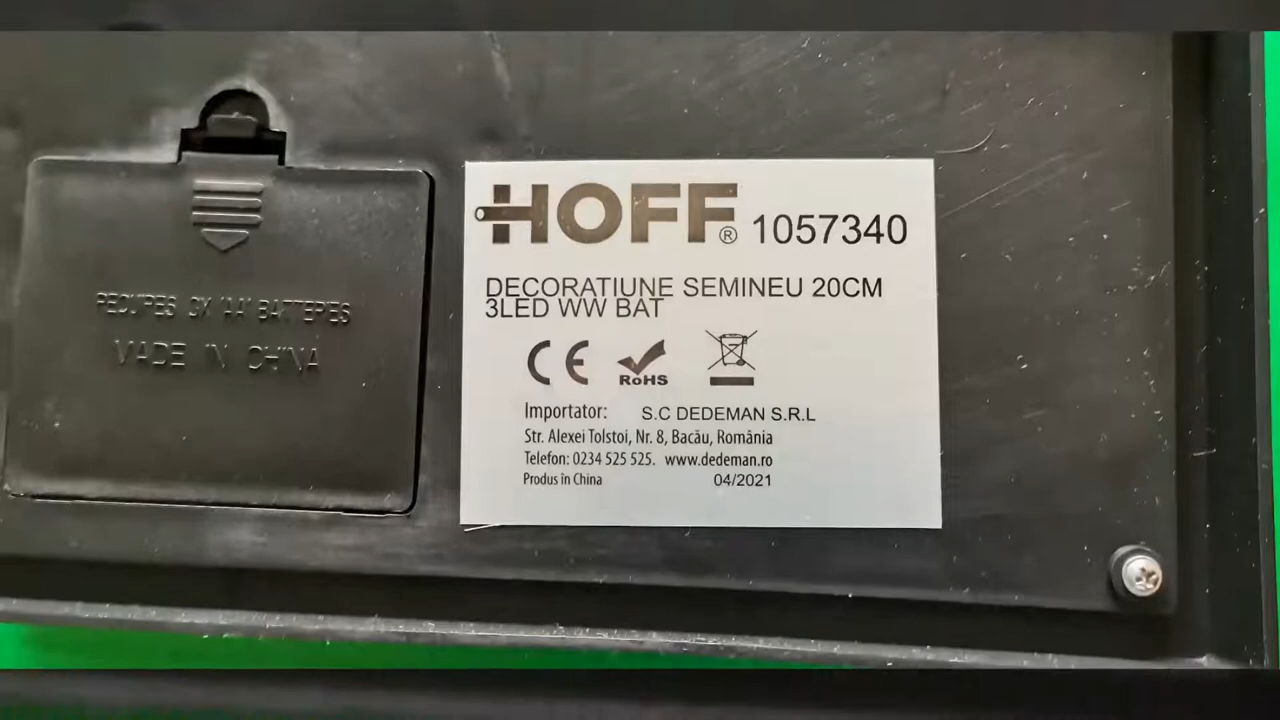 REQUIRES 3X 'AA' BATTERIES
MADE IN CHINA
HOFF® 1057340
DECORATIUNE SEMINEU 20CM
3LED WW BAT
CE RoHS
Importator: S.C DEDEMAN S.R.L
Str. Alexei Tolstoi, Nr. 8, Bacău, România
Telefon: 0234 525 525. www.dedeman.ro
Produs în China 04/2021